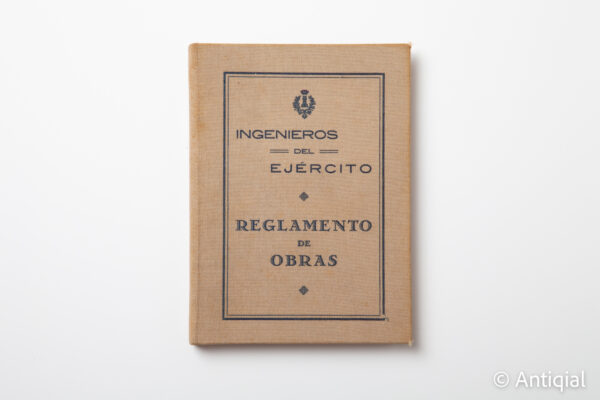 INGENIEROS
DEL
EJÉRCITO
REGLAMENTO
DE
OBRAS
© Antiqial